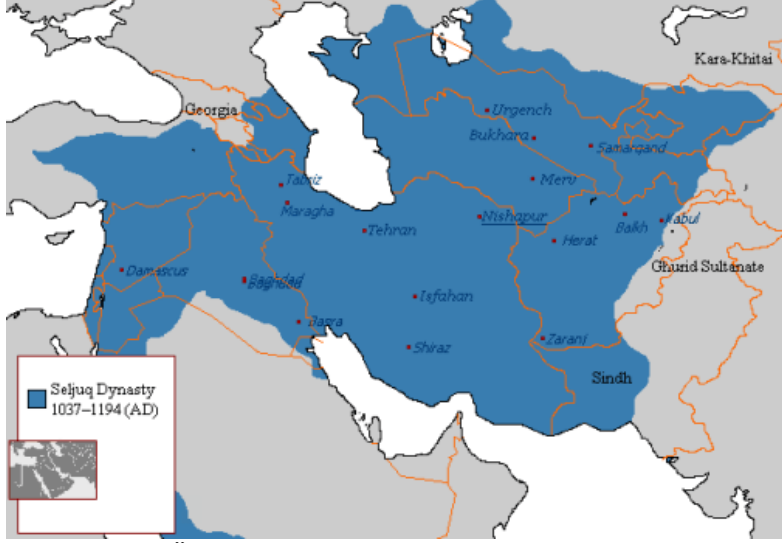 Kara-Khitai
Georgia
Urgench
Bukhara
Samarqand
Tabriz
Merv
Maragha
Nishapur
Tehran
Balkh
Kabul
Herat
Damascus
Ghurid Sultanate
Baghdad
Baghdad
Isfahan
Basra
Zaranj
Shiraz
Sindh
Seljuq Dynasty
1037–1194 (AD)